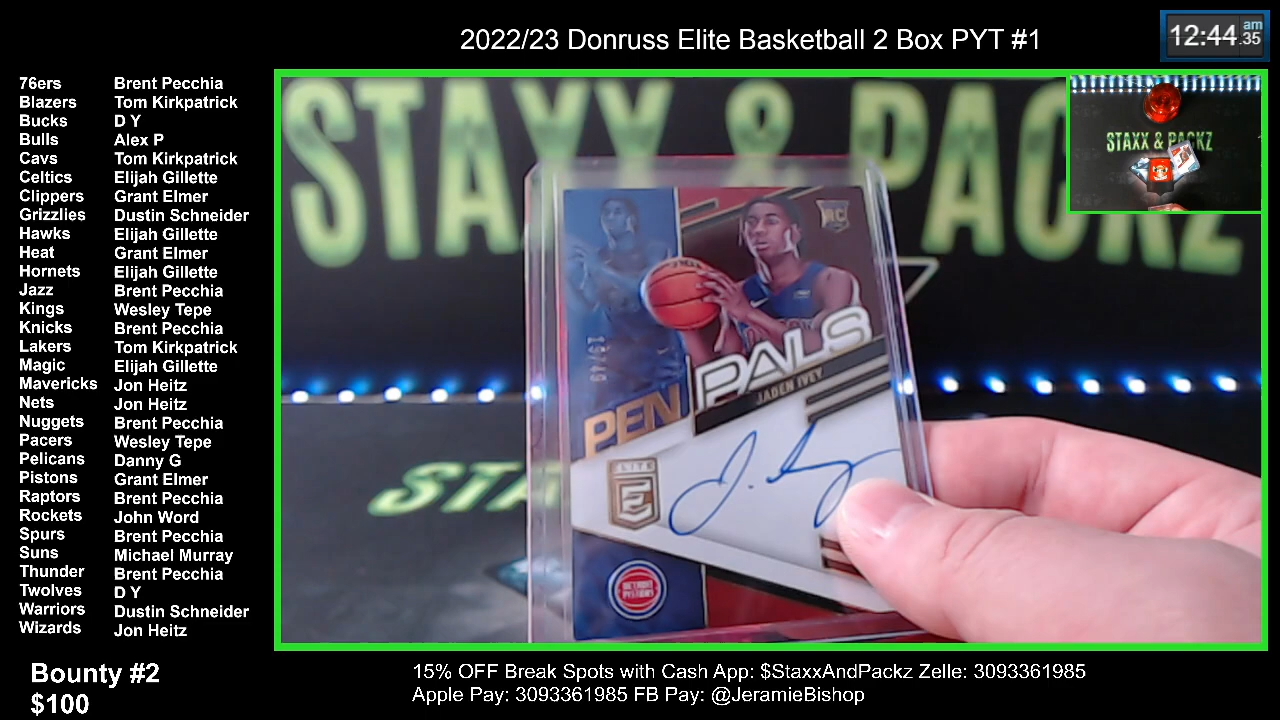 2022/23 Donruss Elite Basketball 2 Box PYT #1
12:44.35 am
76ers Brent Pecchia
Blazers Tom Kirkpatrick
Bucks D Y
Bulls Alex P
Cavs Tom Kirkpatrick
Celtics Elijah Gillette
Clippers Grant Elmer
Grizzlies Dustin Schneider
Hawks Elijah Gillette
Heat Grant Elmer
Hornets Elijah Gillette
Jazz Brent Pecchia
Kings Wesley Tepe
Knicks Brent Pecchia
Lakers Tom Kirkpatrick
Magic Elijah Gillette
Mavericks Jon Heitz
Nets Jon Heitz
Nuggets Brent Pecchia
Pacers Wesley Tepe
Pelicans Danny G
Pistons Grant Elmer
Raptors Brent Pecchia
Rockets John Word
Spurs Brent Pecchia
Suns Michael Murray
Thunder Brent Pecchia
Twolves D Y
Warriors Dustin Schneider
Wizards Jon Heitz
Bounty #2
$100
STAXX & PACKZ
STAXX & PACKZ
RC
PEN PALS
JADEN IVEY
ELITE
E
DETROIT
PISTONS
STA
15% OFF Break Spots with Cash App: $StaxxAndPackz Zelle: 3093361985
Apple Pay: 3093361985 FB Pay: @JeramieBishop